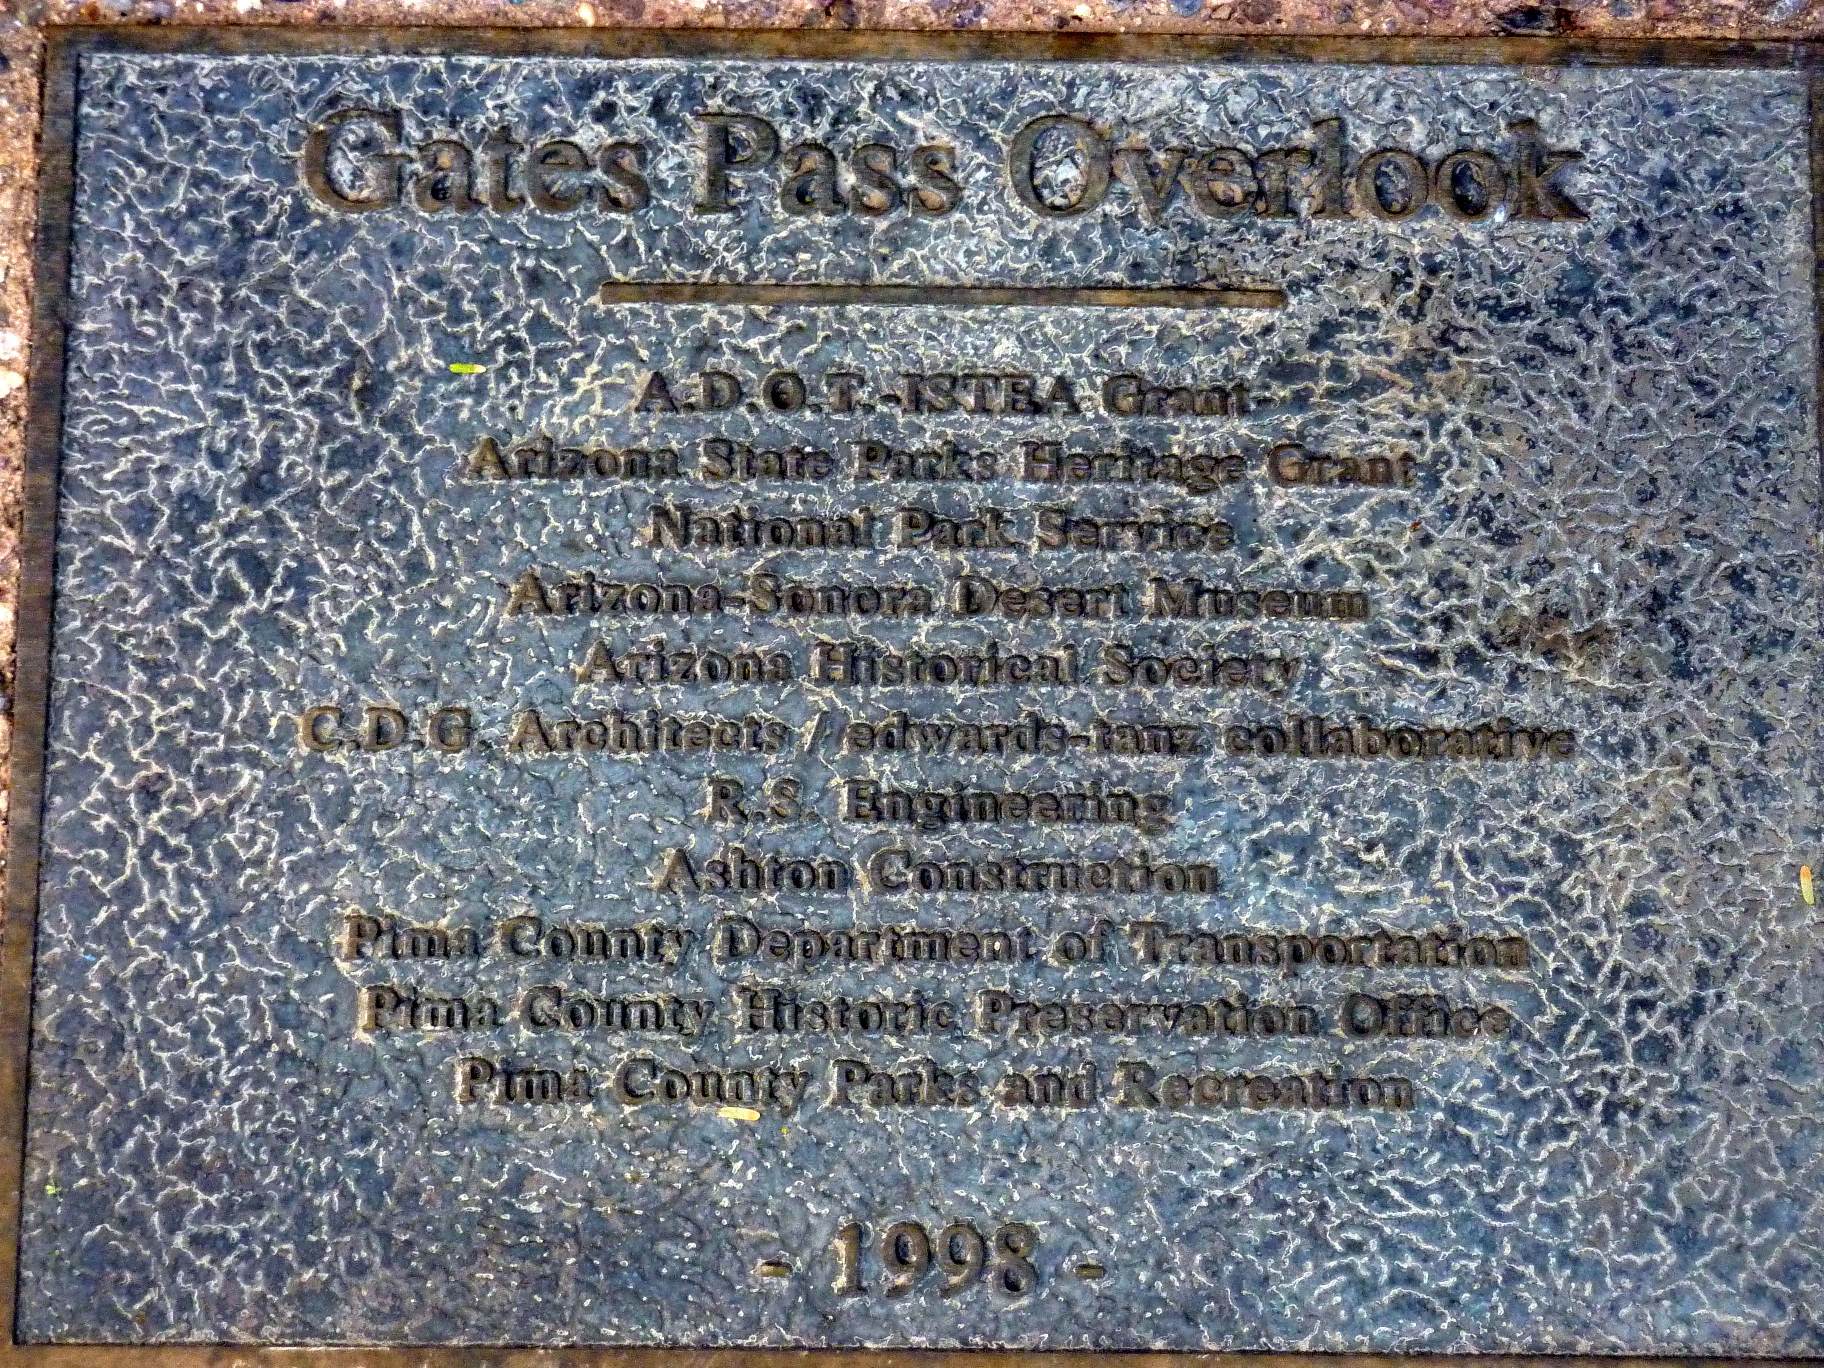 Gates Pass Overlook
A.D.O.T. ISTEA Grant
Arizona State Parks Heritage Grant
National Park Service
Arizona-Sonora Desert Museum
Arizona Historical Society
C.D.G. Architects / edwards-tanz collaborative
R.S. Engineering
Ashton Construction
Pima County Department of Transportation
Pima County Historic Preservation Office
Pima County Parks and Recreation
- 1998 -